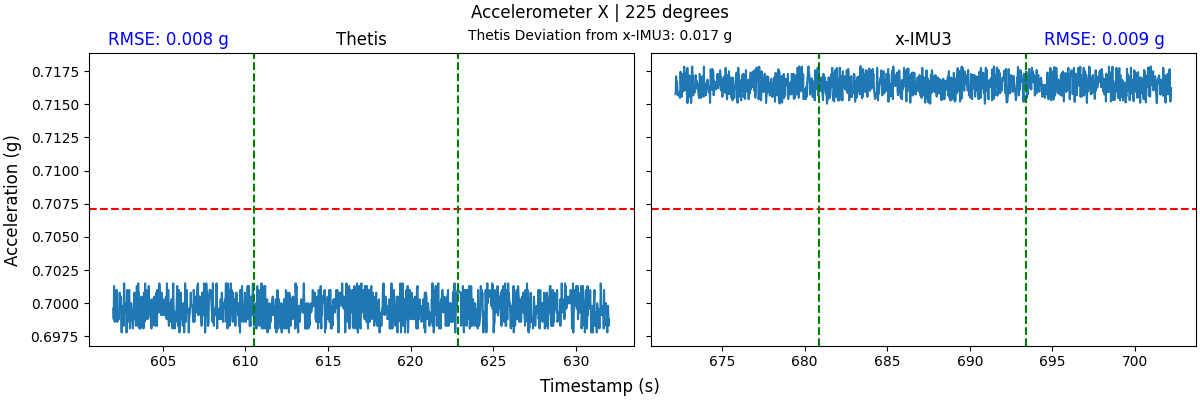 Accelerometer X | 225 degrees
RMSE: 0.008 g
Thetis
Thetis Deviation from x-IMU3: 0.017 g
x-IMU3
RMSE: 0.009 g
Acceleration (g)
0.7175
0.7150
0.7125
0.7100
0.7075
0.7050
0.7025
0.7000
0.6975
605 610 615 620 625 630
675 680 685 690 695 700
Timestamp (s)